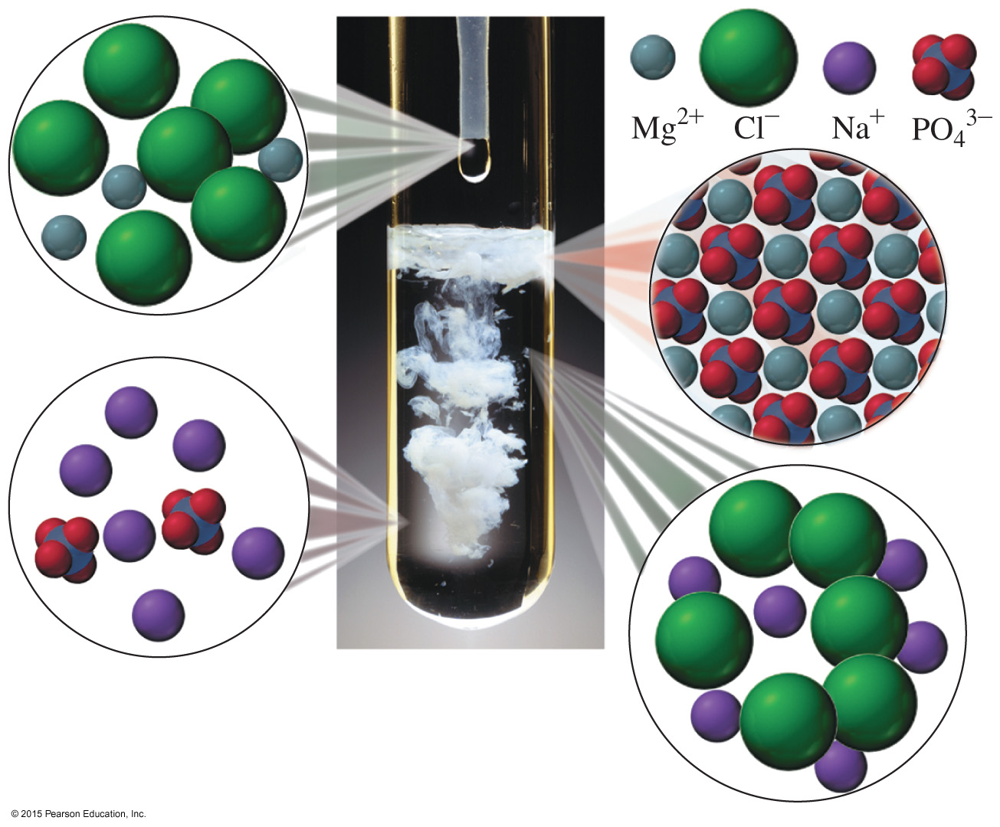 Mg²⁺ Cl⁻ Na⁺ PO₄³⁻
© 2015 Pearson Education, Inc.